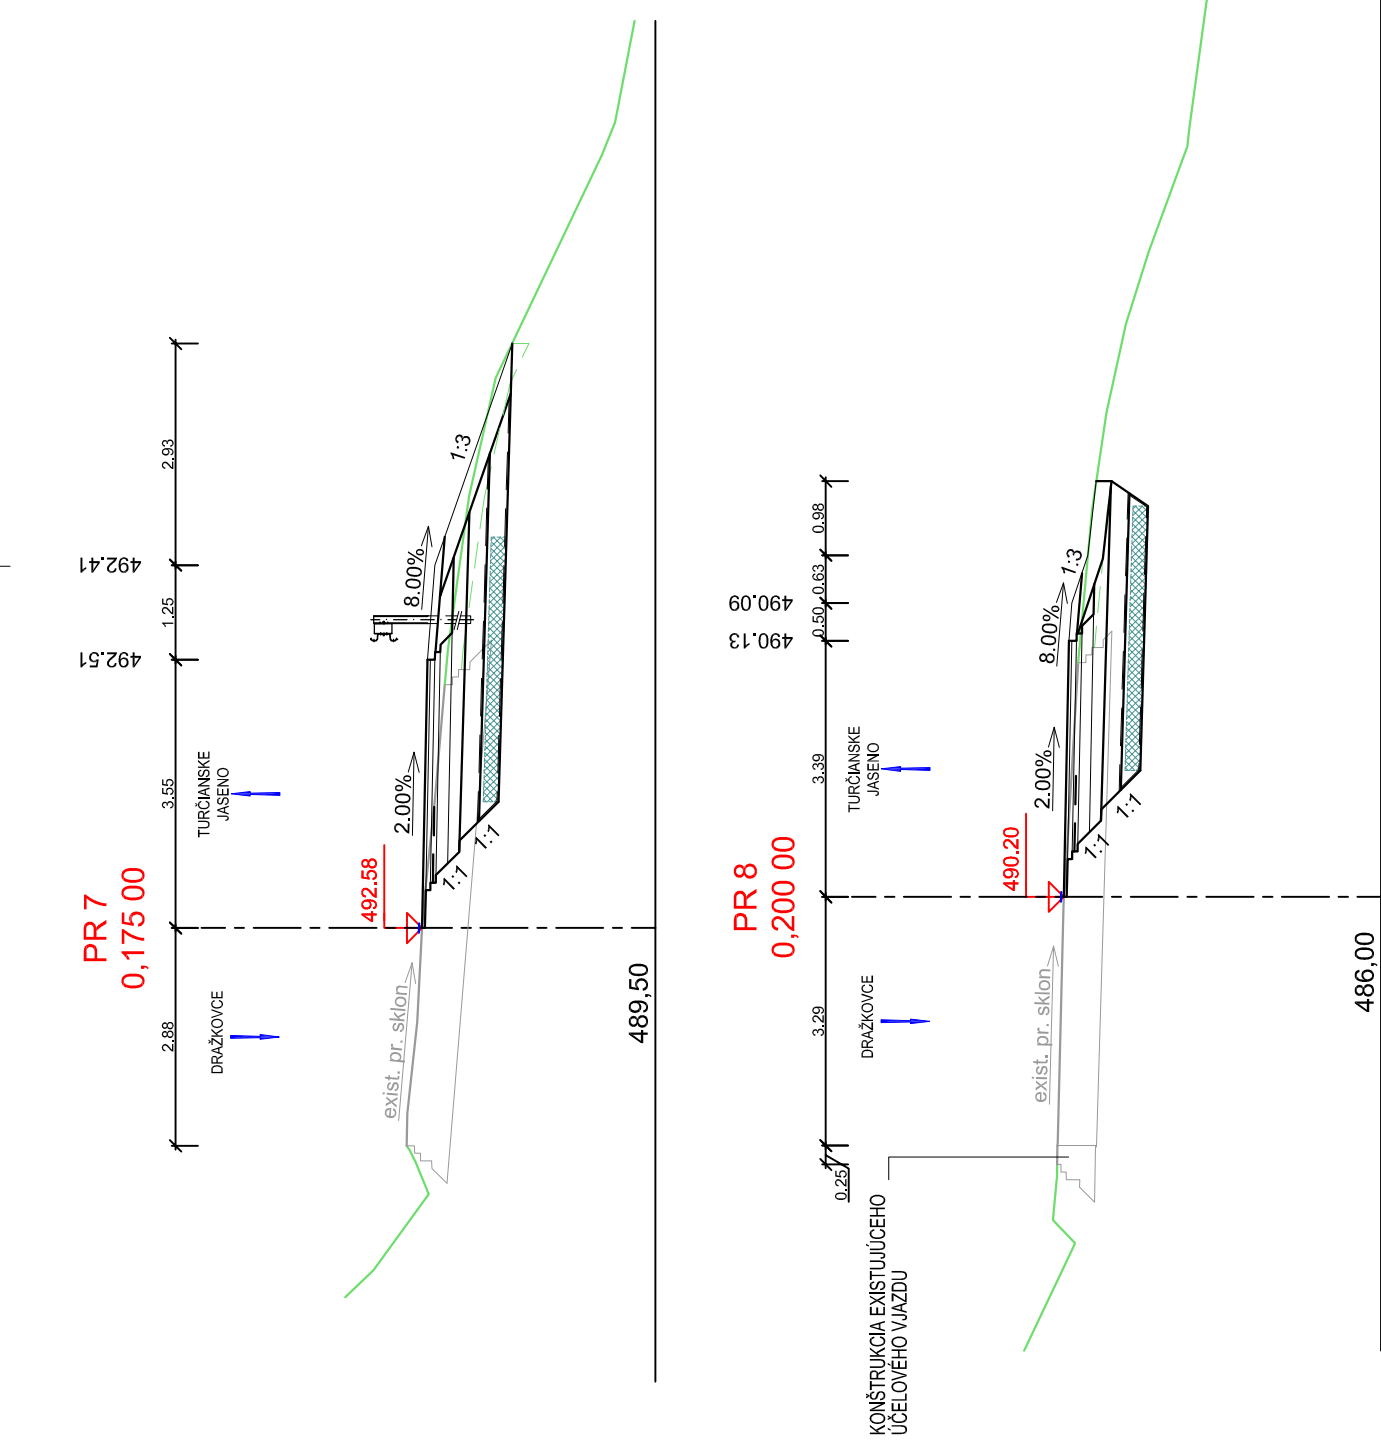 PR 7
0,175 00
492.58
492.51
492.41
2.88
3.55
1.25
2.93
DRAŽKOVCE
TURČIANSKE
JASENO
exist. pr. sklon
2.00%
8.00%
1:3
1:1
1:1
489,50
PR 8
0,200 00
490.20
490.13
490.09
0.25
3.29
3.39
0.50
0.63
0.98
DRAŽKOVCE
TURČIANSKE
JASENO
exist. pr. sklon
2.00%
8.00%
1:3
1:1
1:1
486,00
KONŠTRUKCIA EXISTUJÚCEHO
ÚČELOVÉHO VJAZDU